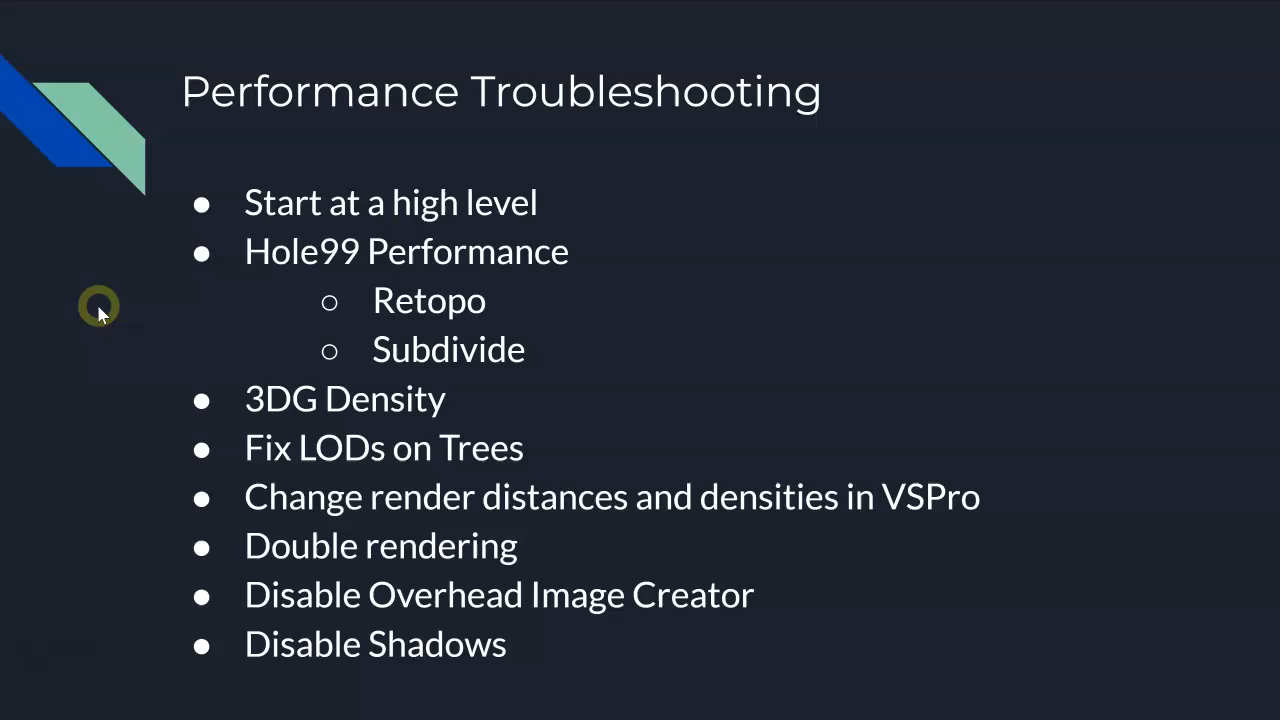 Performance Troubleshooting
● Start at a high level
● Hole99 Performance
○ Retopo
○ Subdivide
● 3DG Density
● Fix LODs on Trees
● Change render distances and densities in VSPro
● Double rendering
● Disable Overhead Image Creator
● Disable Shadows